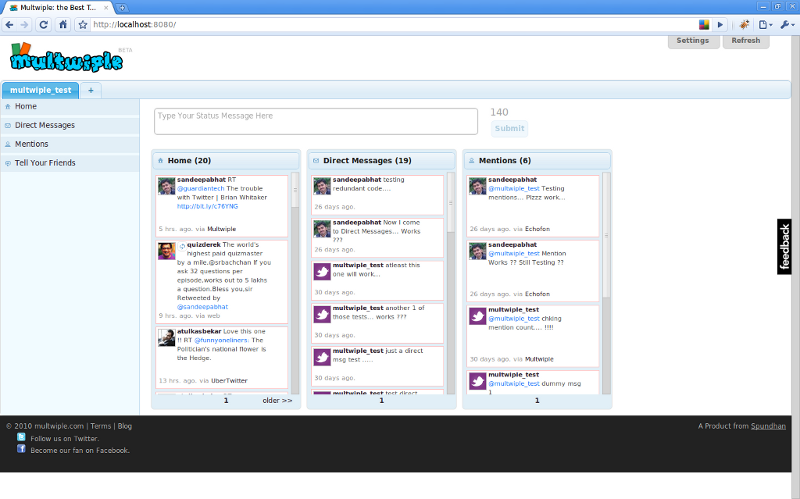 Multwiple: the Best T...
http://localhost:8080/
multwiple BETA
Settings Refresh
multwiple_test +
Home
Direct Messages
Mentions
Tell Your Friends
Type Your Status Message Here
140
Submit
Home (20)
sandeepabhat RT
@guardiantech The trouble
with Twitter | Brian Whitaker
http://bit.ly/c76YNG
5 hrs. ago. via Multwiple
quizderek The world's
highest paid quizmaster
by a mile.@srbachchan If you
ask 32 questions per
episode,works out to 5 lakhs
a question.Bless you,sir
Retweeted by
@sandeepabhat
9 hrs. ago. via web
atulkasbekar Love this one
!! RT @funnyoneliners: The
Politician's national flower is
the Hedge.
13 hrs. ago. via UberTwitter
1 older >>
Direct Messages (19)
sandeepabhat testing
redundant code....
26 days ago.
sandeepabhat Now I come
to Direct Messages... Works
???
26 days ago.
multwiple_test atleast this
one will work...
30 days ago.
multwiple_test another 1 of
those tests... works ???
30 days ago.
multwiple_test just a direct
msg test .....
30 days ago.
multwiple_test test direct
1
Mentions (6)
sandeepabhat
@multwiple_test Testing
mentions... Plzzz work...
26 days ago. via Echofon
sandeepabhat
@multwiple_test Mention
Works ?? Still Testing ??
26 days ago. via Echofon
multwiple_test
@multwiple_test chking
mention count.... !!!!
30 days ago. via Multwiple
multwiple_test
@multwiple_test dummy msg
1
1
feedback
© 2010 multwiple.com | Terms | Blog
Follow us on Twitter.
Become our fan on Facebook.
A Product from Spundhan